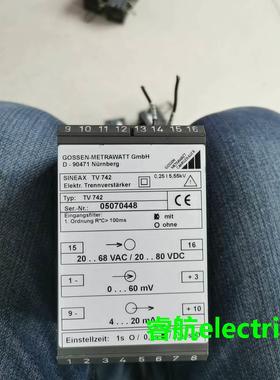 9 10 11 12 13 14 15 16
GOSSEN-METRAWATT GmbH
D - 90471 Nürnberg
GOSSEN
METRAWATT
SINEAX TV 742
Elektr. Trennverstärker
0,25 | 5,55kV
Typ: TV 742
Ser.-Nr.: 05070448
Eingangsfilter:
1. Ordnung R*C> 100ms
mit
ohne
15
16
20 .. 68 VAC / 20 .. 80 VDC
1 -
+ 3
0 . . . 60 mV
9 -
+ 10
4 . . . 20 mA
Einstellzeit: 1s
1 2 3 4 5 6 7 8
睿航electri